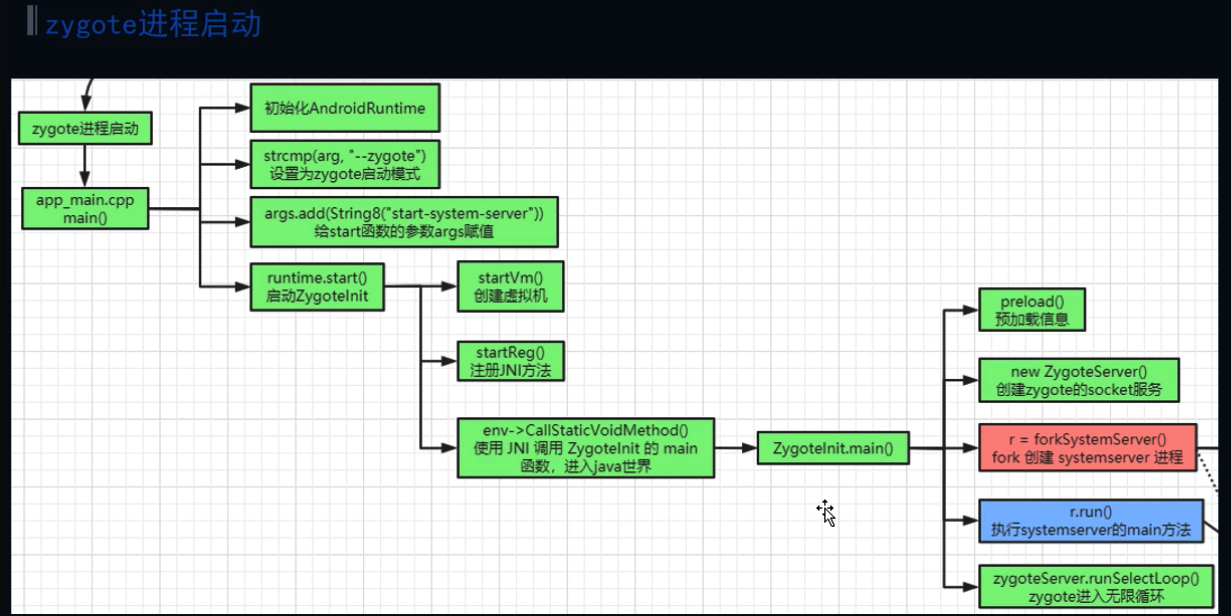 zygote进程启动
zygote进程启动
app_main.cpp
main()
初始化AndroidRuntime
strcmp(arg, "--zygote")
设置为zygote启动模式
args.add(String8("start-system-server"))
给start函数的参数args赋值
runtime.start()
启动ZygoteInit
startVm()
创建虚拟机
startReg()
注册JNI方法
env->CallStaticVoidMethod()
使用 JNI 调用 ZygoteInit 的 main
函数，进入java世界
ZygoteInit.main()
preload()
预加载信息
new ZygoteServer()
创建zygote的socket服务
r = forkSystemServer()
fork 创建 systemserver 进程
r.run()
执行systemserver的main方法
zygoteServer.runSelectLoop()
zygote进入无限循环